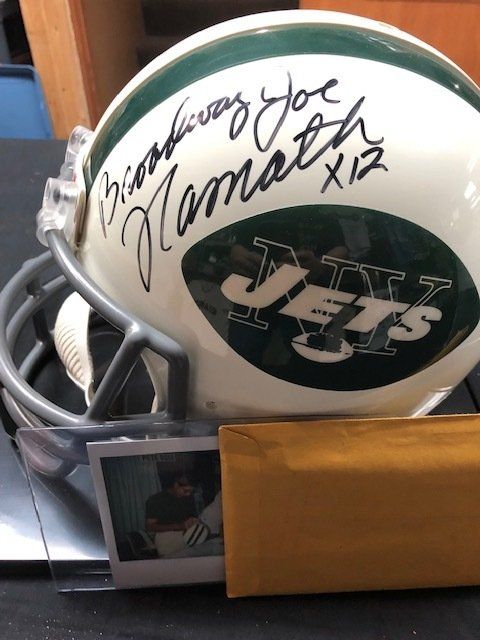 Broadway Joe
Namath
X12
NY
JETS